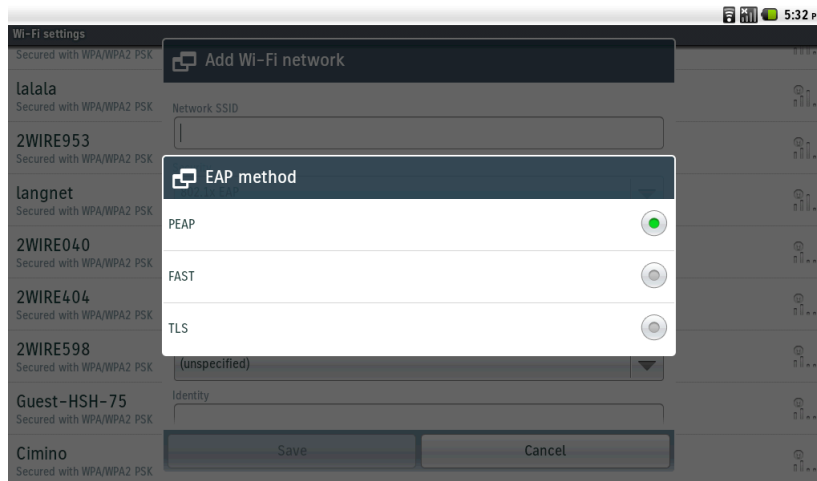 5:32 P
Wi-Fi settings
Secured with WPA/WPA2 PSK
Add Wi-Fi network
lalala
Secured with WPA/WPA2 PSK
Network SSID
2WIRE953
Secured with WPA/WPA2 PSK
EAP method
langnet
Secured with WPA/WPA2 PSK
PEAP
2WIRE040
Secured with WPA/WPA2 PSK
FAST
2WIRE404
Secured with WPA/WPA2 PSK
TLS
2WIRE598
Secured with WPA/WPA2 PSK
(unspecified)
Guest-HSH-75
Secured with WPA/WPA2 PSK
Identity
Save
Cancel
Cimino
Secured with WPA/WPA2 PSK